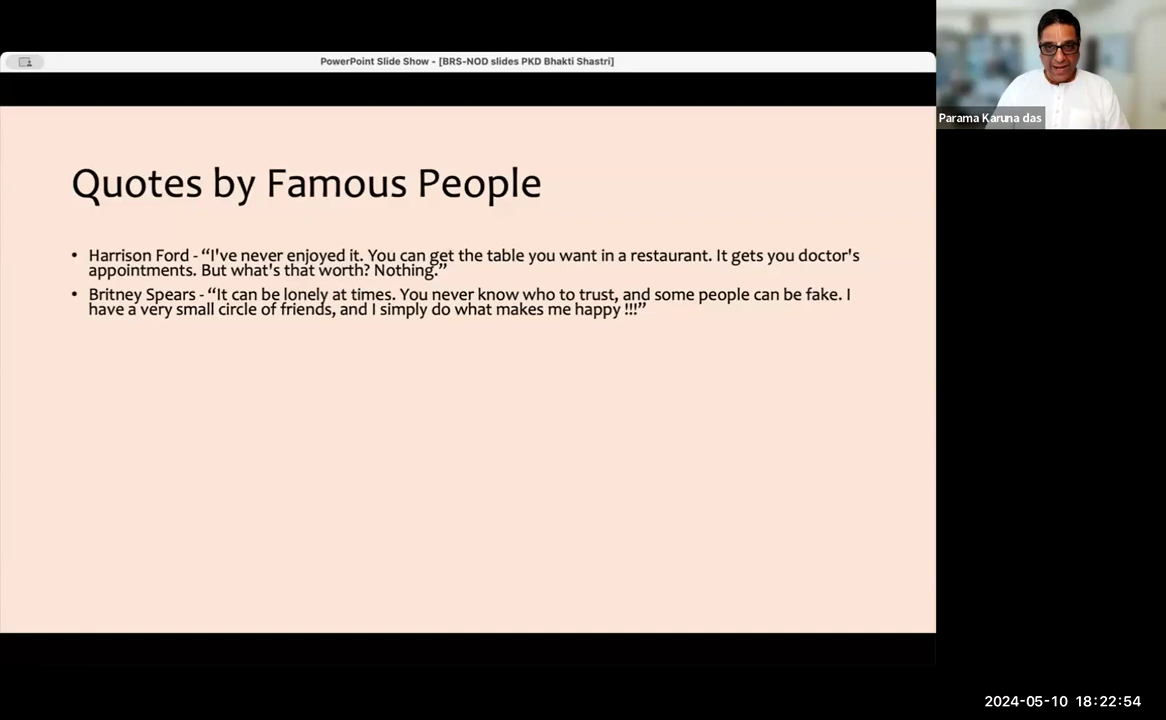 PowerPoint Slide Show - [BRS-NOD slides PKD Bhakti Shastri]
Parama Karuna das
Quotes by Famous People
• Harrison Ford - “I've never enjoyed it. You can get the table you want in a restaurant. It gets you doctor's
appointments. But what's that worth? Nothing.”
• Britney Spears - “It can be lonely at times. You never know who to trust, and some people can be fake. I
have a very small circle of friends, and I simply do what makes me happy !!!”
2024-05-10 18:22:54